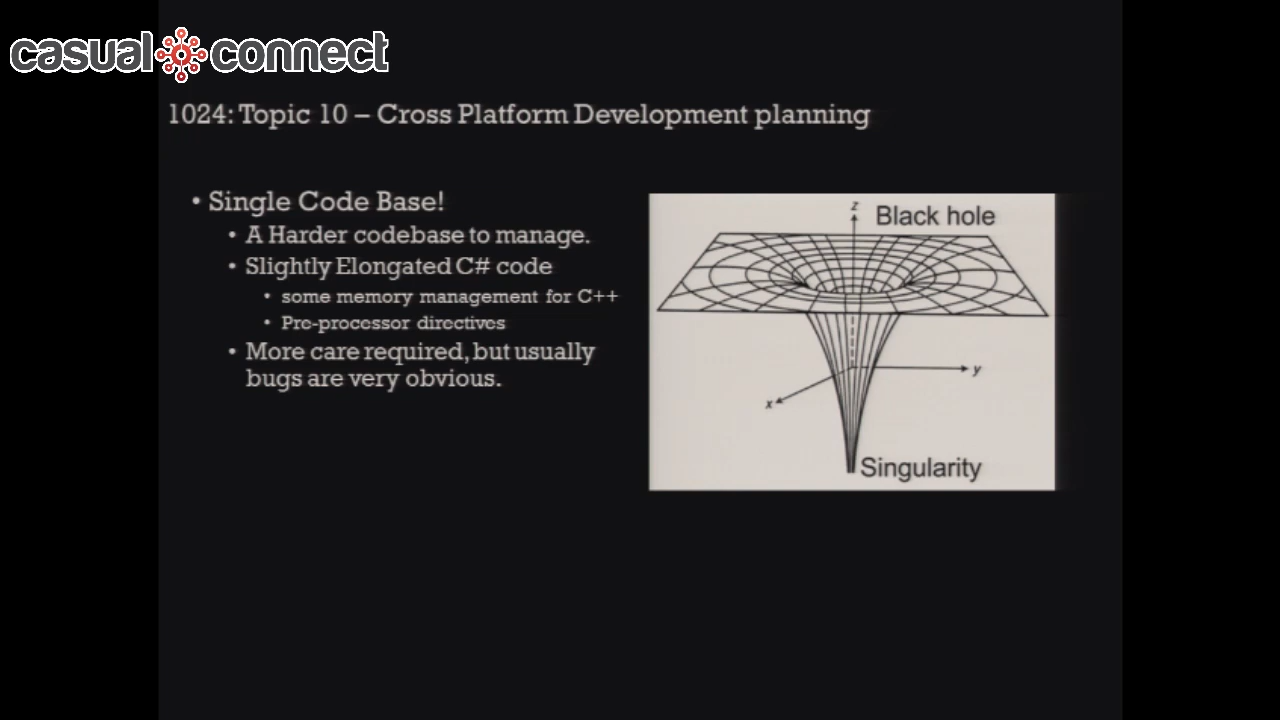 casual connect
1024: Topic 10 – Cross Platform Development planning
• Single Code Base!
• A Harder codebase to manage.
• Slightly Elongated C# code
• some memory management for C++
• Pre-processor directives
• More care required, but usually
bugs are very obvious.
z
Black hole
y
x
Singularity